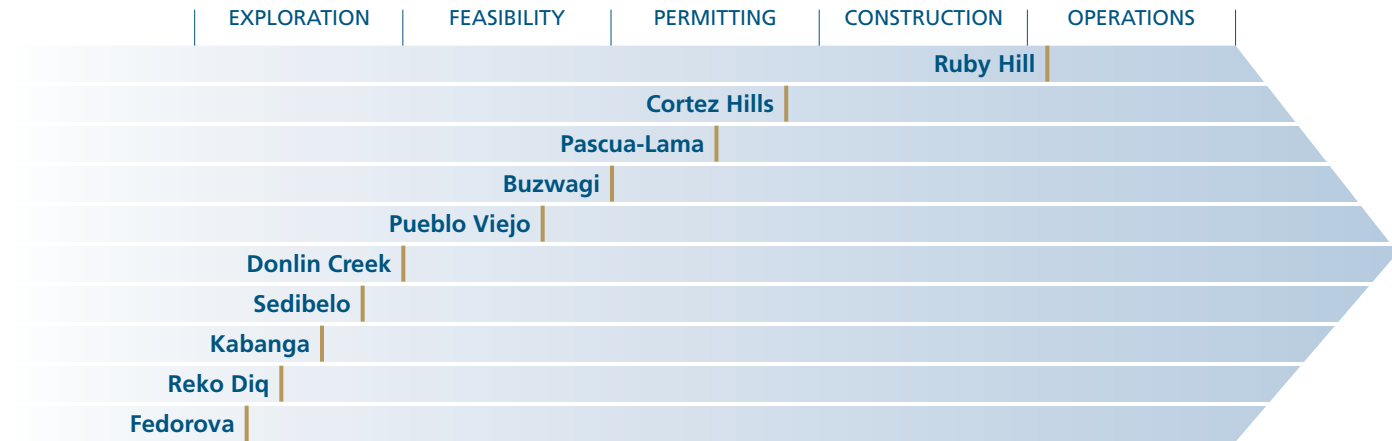 EXPLORATION FEASIBILITY PERMITTING CONSTRUCTION OPERATIONS
Ruby Hill
Cortez Hills
Pascua-Lama
Buzwagi
Pueblo Viejo
Donlin Creek
Sedibelo
Kabanga
Reko Diq
Fedorova